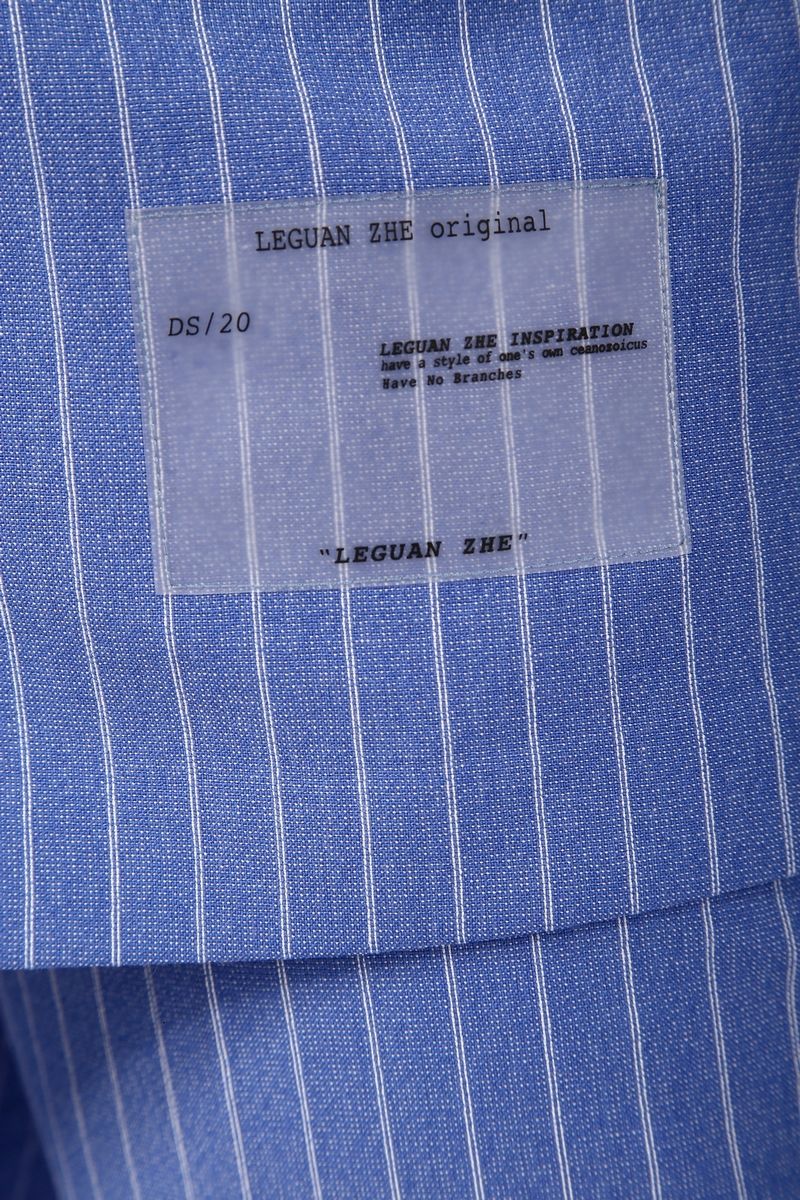 LEGUAN ZHE original
DS/20
LEGUAN ZHE INSPIRATION
have a style of one's own ceanozoicus
Have No Branches
"LEGUAN ZHE"